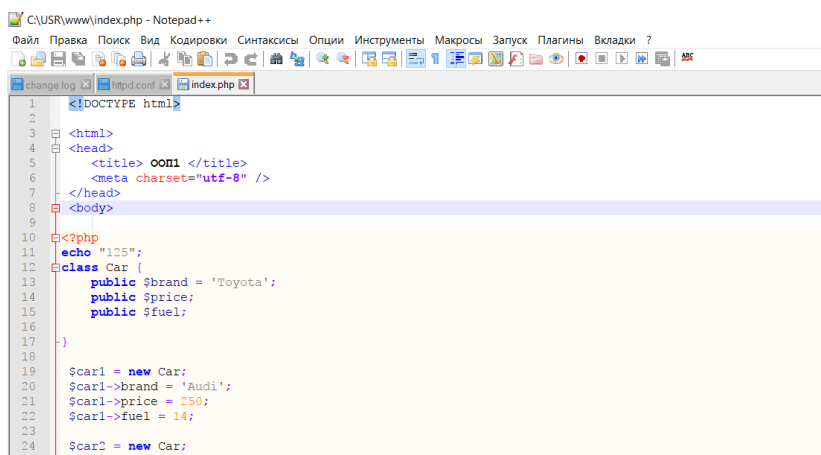 C:\USR\www\index.php - Notepad++
Файл Правка Поиск Вид Кодировки Синтаксисы Опции Инструменты Макросы Запуск Плагины Вкладки ?
change.log httpd.conf index.php
1 <!DOCTYPE html>
2
3 <html>
4 <head>
5 <title> ООП1 </title>
6 <meta charset="utf-8" />
7 </head>
8 <body>
9
10 <?php
11 echo "125";
12 class Car {
13 public $brand = 'Toyota';
14 public $price;
15 public $fuel;
16
17 }
18
19 $car1 = new Car;
20 $car1->brand = 'Audi';
21 $car1->price = 250;
22 $car1->fuel = 14;
23
24 $car2 = new Car;